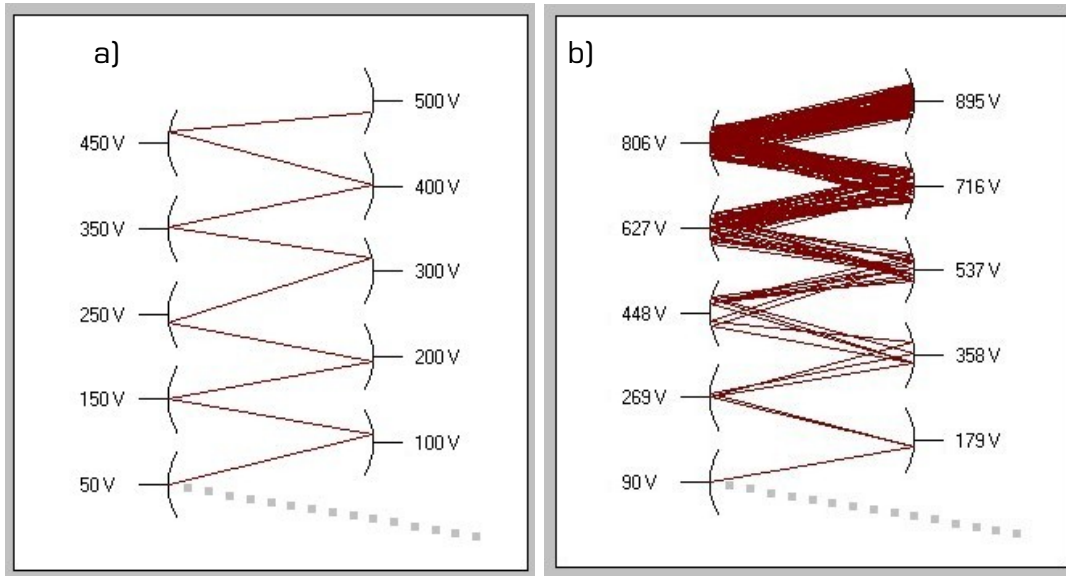 a)
500 V
450 V
400 V
350 V
300 V
250 V
200 V
150 V
100 V
50 V
b)
895 V
806 V
716 V
627 V
537 V
448 V
358 V
269 V
179 V
90 V